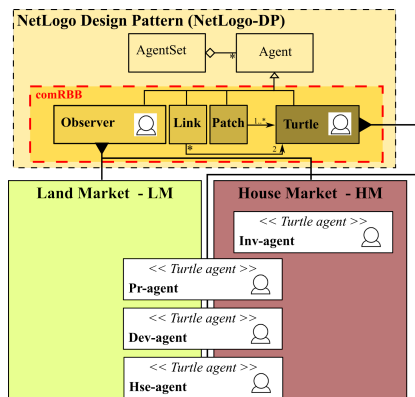 NetLogo Design Pattern (NetLogo-DP)
AgentSet
*
Agent
comRBB
Observer
Link
Patch
1..*
Turtle
*
2
Land Market - LM
House Market - HM
<< Turtle agent >>
Inv-agent
<< Turtle agent >>
Pr-agent
<< Turtle agent >>
Dev-agent
<< Turtle agent >>
Hse-agent